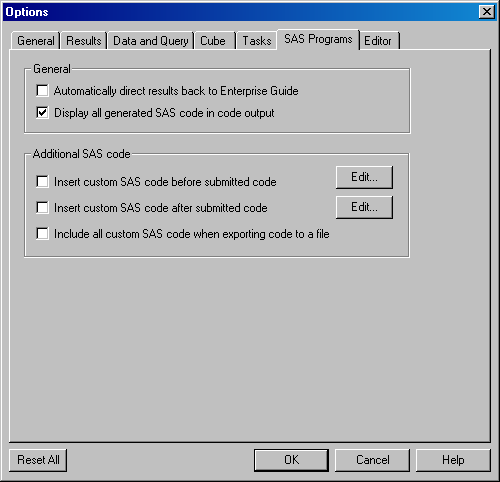 Options
General Results Data and Query Cube Tasks SAS Programs Editor
General
Automatically direct results back to Enterprise Guide
Display all generated SAS code in code output
Additional SAS code
Insert custom SAS code before submitted code Edit...
Insert custom SAS code after submitted code Edit...
Include all custom SAS code when exporting code to a file
Reset All OK Cancel Help